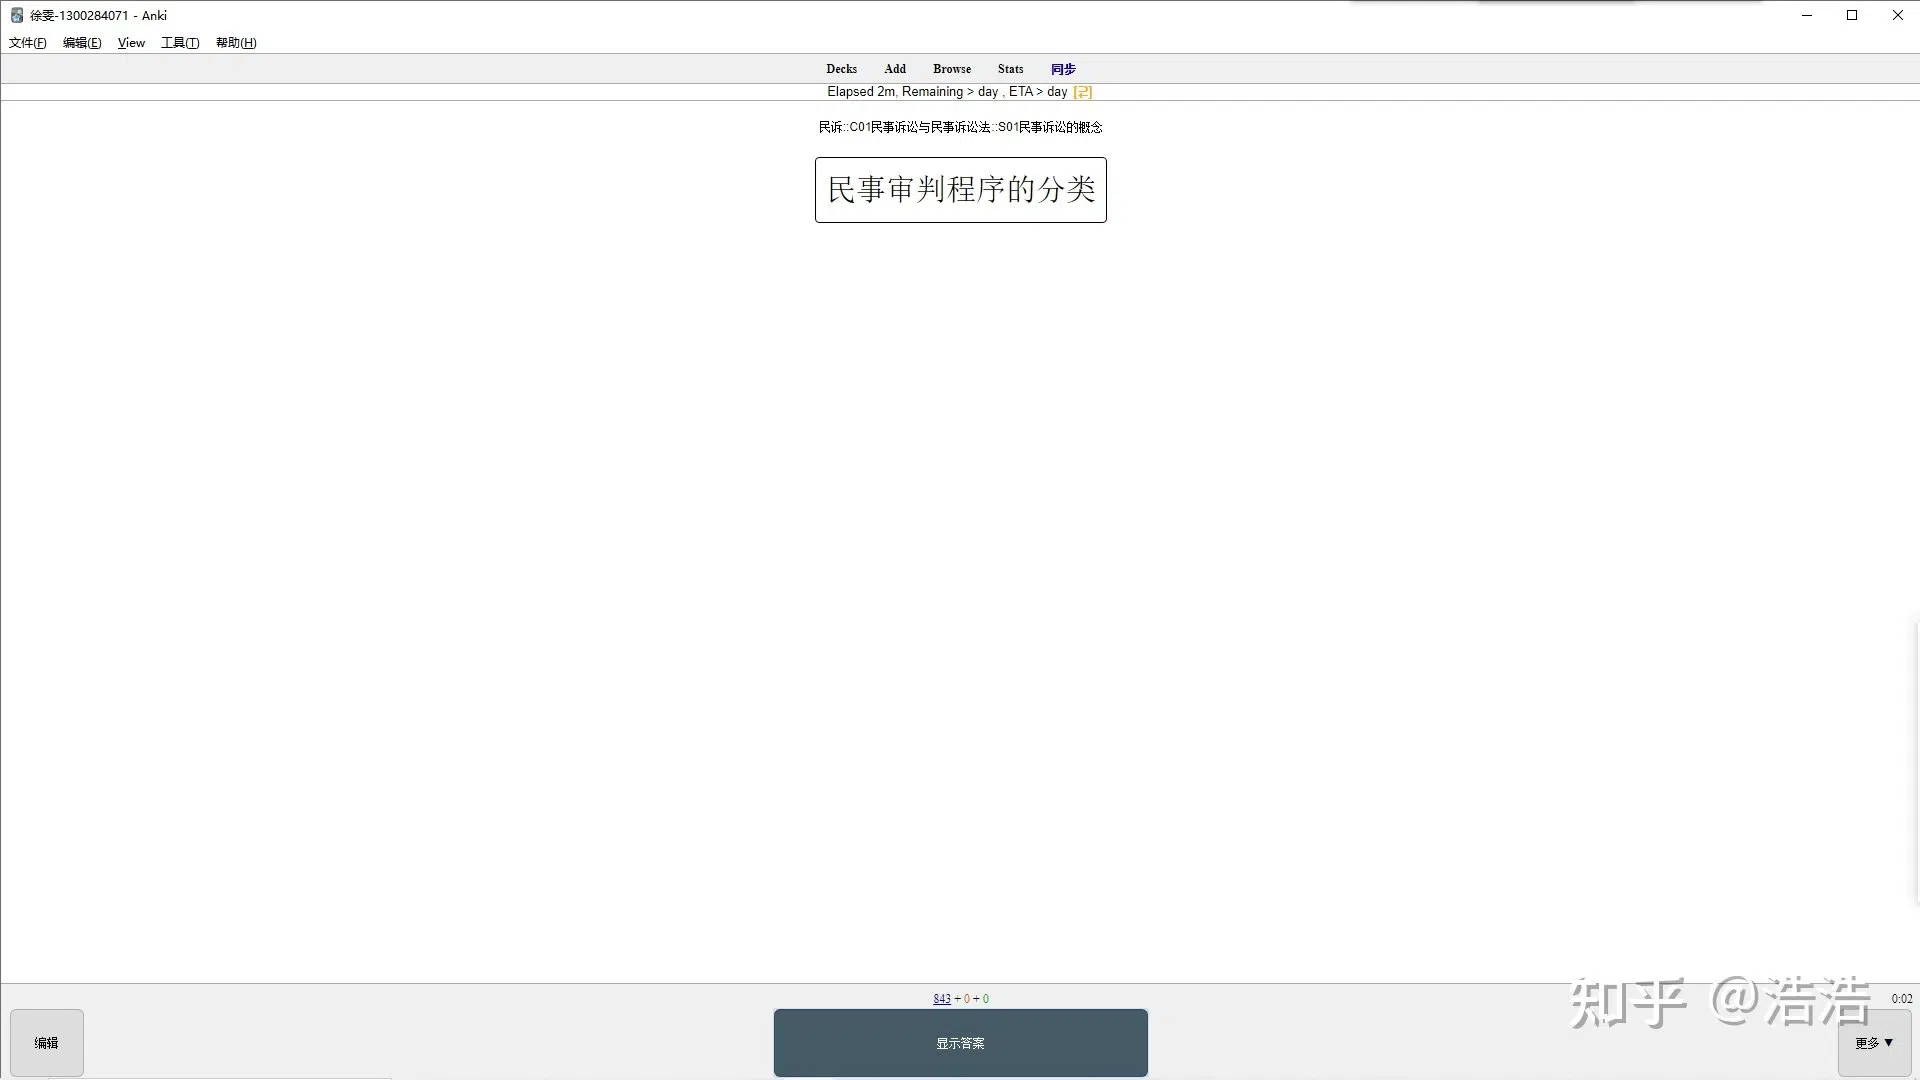 徐雯-1300284071 - Anki
文件(F) 编辑(E) View 工具(T) 帮助(H)
Decks Add Browse Stats 同步
Elapsed 2m, Remaining > day , ETA > day [⇄]
民诉::C01民事诉讼与民事诉讼法::S01民事诉讼的概念
民事审判程序的分类
843 + 0 + 0
0:02
编辑
显示答案
更多 ▼
知乎 @浩浩